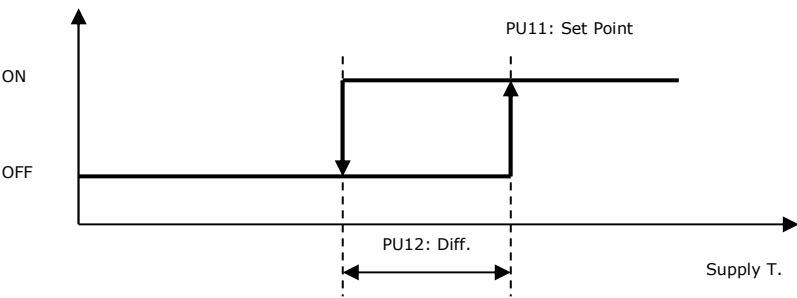 PU11: Set Point
ON
OFF
PU12: Diff.
Supply T.